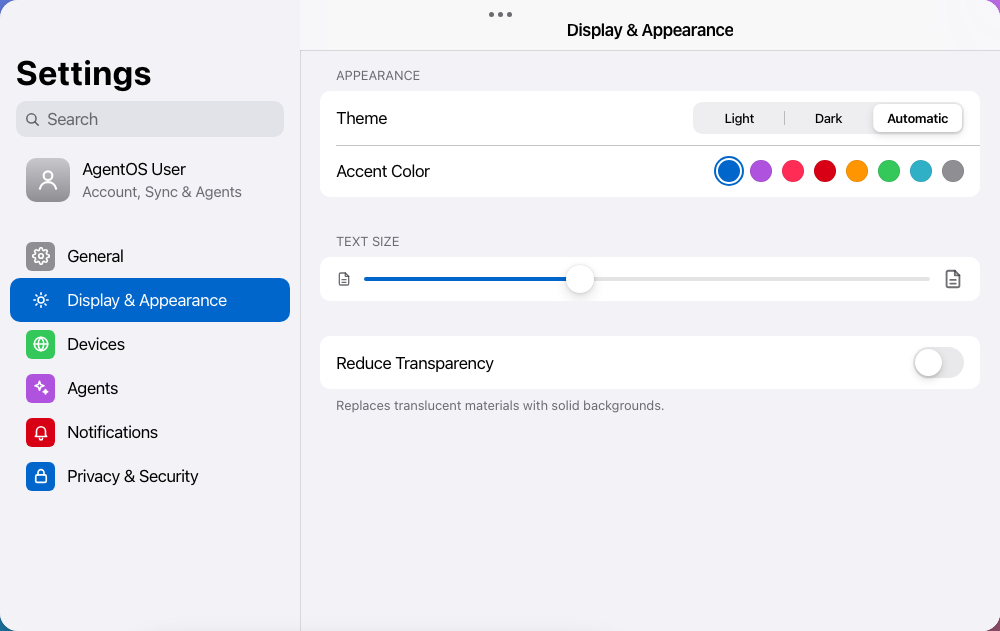 Settings
Search
AgentOS User
Account, Sync & Agents
General
Display & Appearance
Devices
Agents
Notifications
Privacy & Security
Display & Appearance
APPEARANCE
Theme
Light
Dark
Automatic
Accent Color
TEXT SIZE
Reduce Transparency
Replaces translucent materials with solid backgrounds.